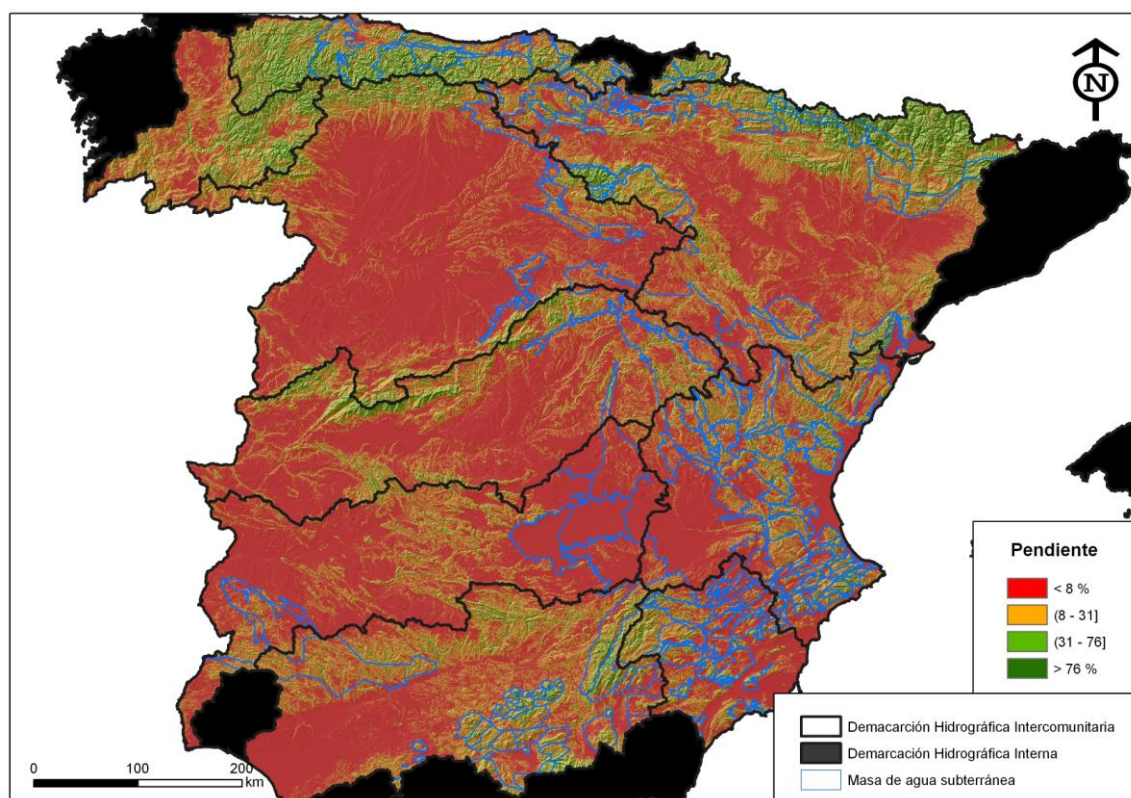 N
Pendiente
< 8 %
(8 - 31]
(31 - 76]
> 76 %
Demacarción Hidrográfica Intercomunitaria
Demarcación Hidrográfica Interna
Masa de agua subterránea
0 100 200
km